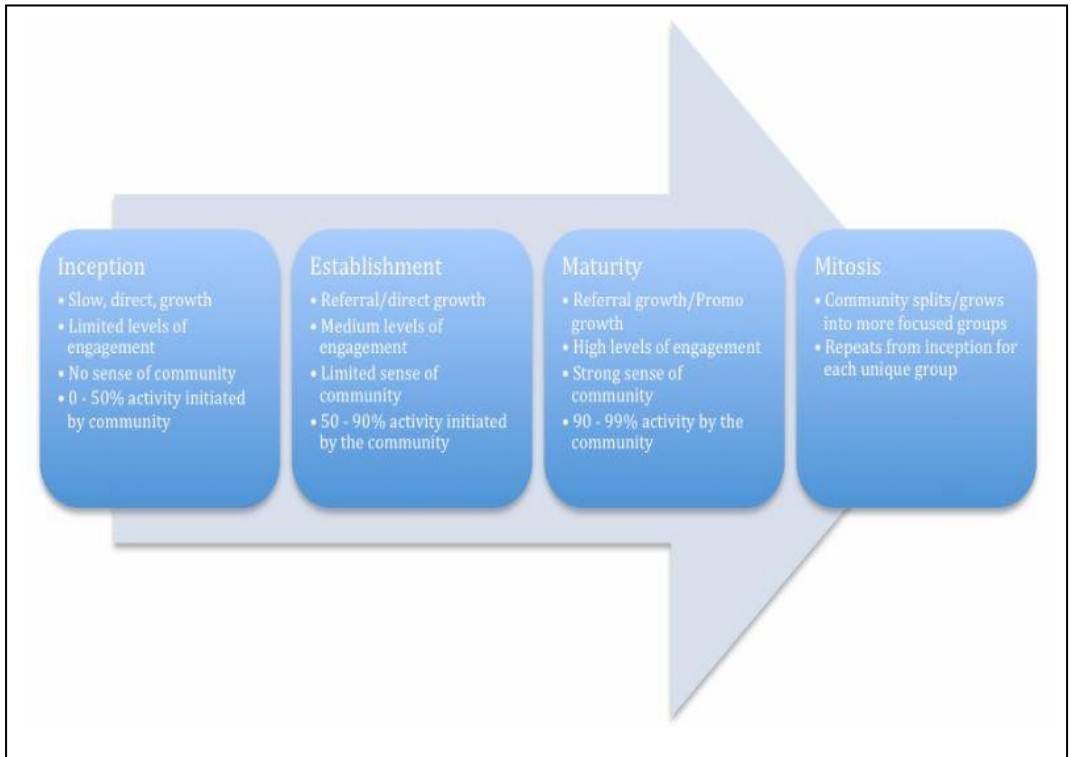 Inception
• Slow, direct, growth
• Limited levels of
engagement
• No sense of community
• 0 - 50% activity initiated
by community
Establishment
• Referral/direct growth
• Medium levels of
engagement
• Limited sense of
community
• 50 - 90% activity initiated
by the community
Maturity
• Referral growth/Promo
growth
• High levels of engagement
• Strong sense of
community
• 90 - 99% activity by the
community
Mitosis
• Community splits/grows
into more focused groups
• Repeats from inception for
each unique group